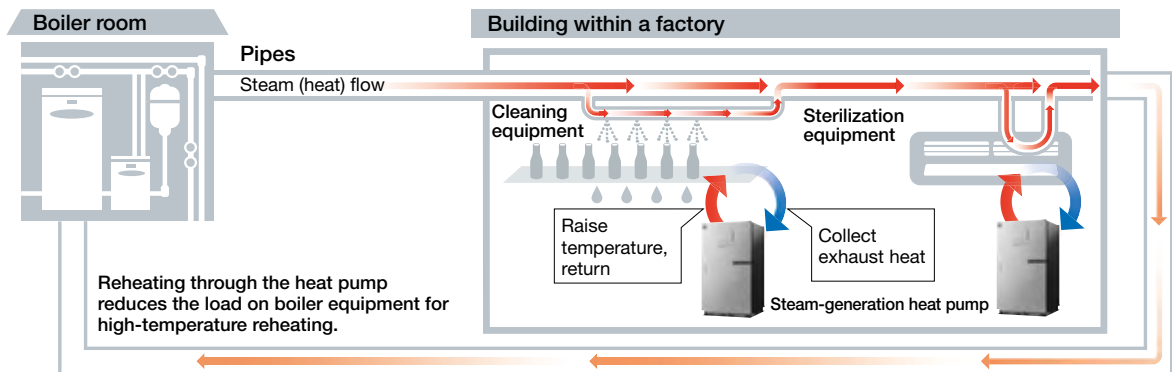 Boiler room
Building within a factory
Pipes
Steam (heat) flow
Cleaning
equipment
Sterilization
equipment
Raise
temperature,
return
Collect
exhaust heat
Reheating through the heat pump
reduces the load on boiler equipment for
high-temperature reheating.
Steam-generation heat pump